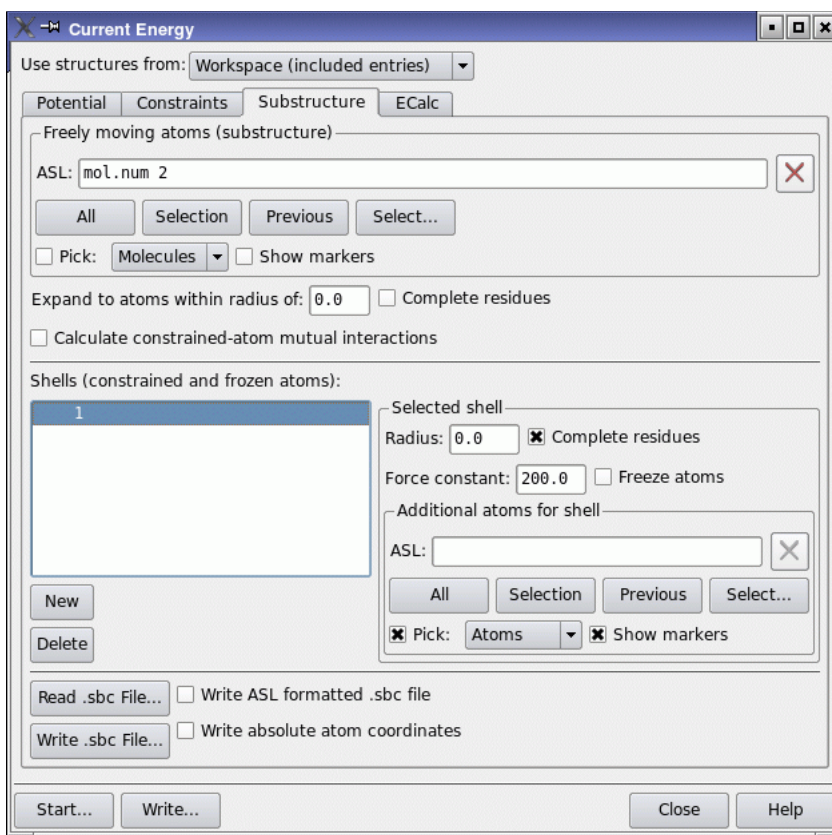 Current Energy
Use structures from: Workspace (included entries)
Potential Constraints Substructure ECalc
Freely moving atoms (substructure)
ASL: mol.num 2
All Selection Previous Select...
Pick: Molecules Show markers
Expand to atoms within radius of: 0.0 Complete residues
Calculate constrained-atom mutual interactions
Shells (constrained and frozen atoms):
1
Selected shell
Radius: 0.0 Complete residues
Force constant: 200.0 Freeze atoms
Additional atoms for shell
ASL:
All Selection Previous Select...
Pick: Atoms Show markers
New
Delete
Read .sbc File... Write ASL formatted .sbc file
Write .sbc File... Write absolute atom coordinates
Start... Write... Close Help